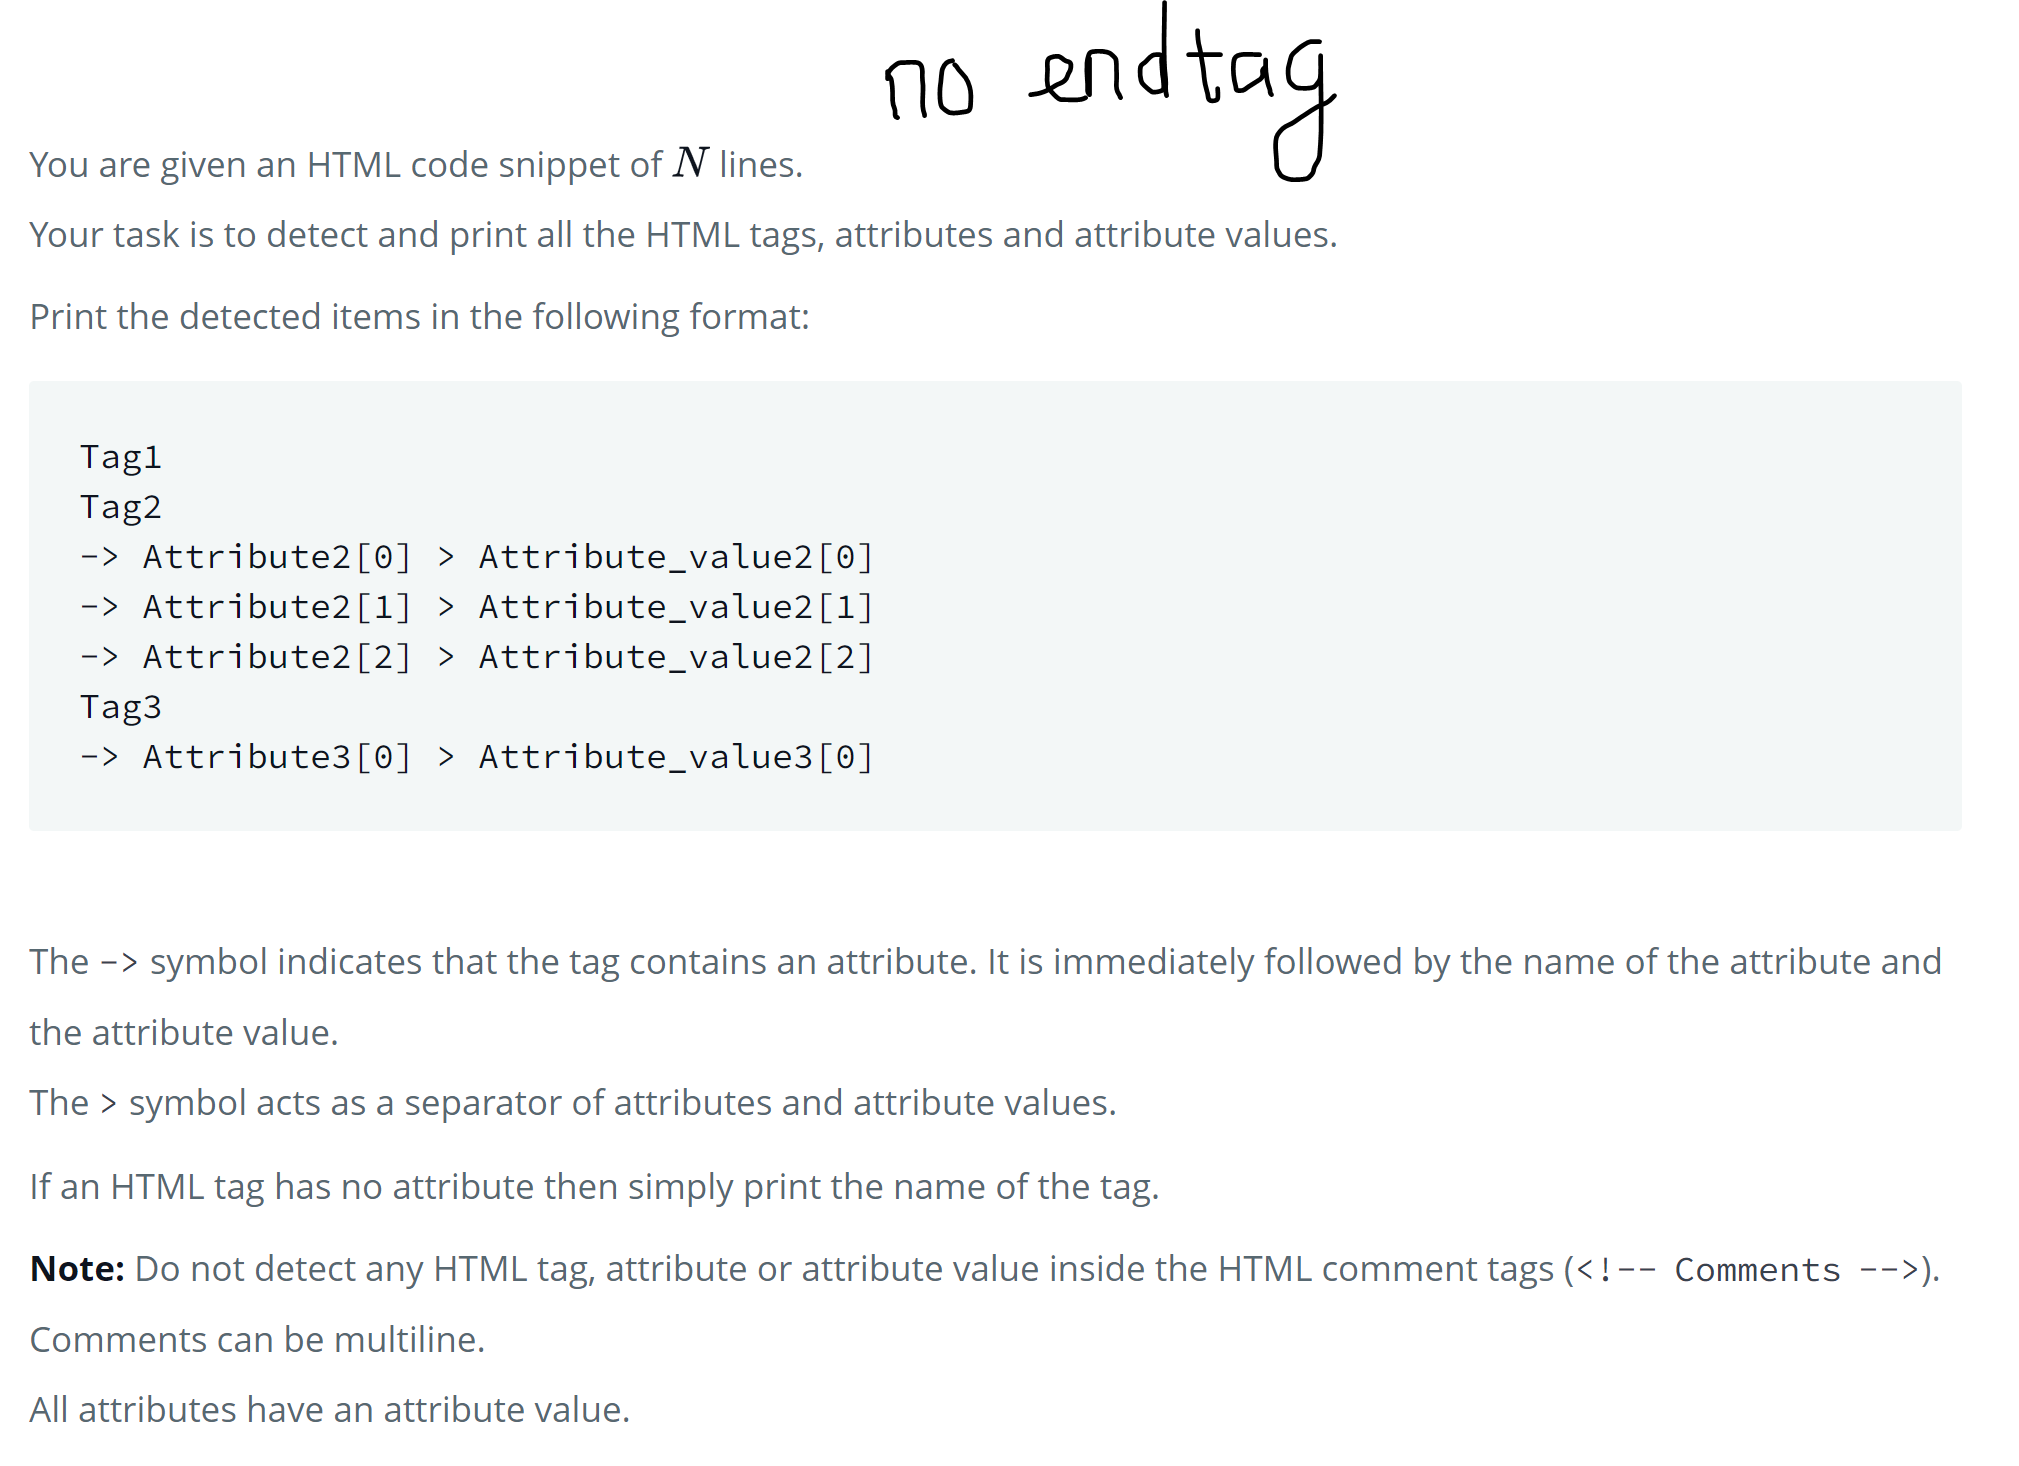 no endtag
You are given an HTML code snippet of N lines.
Your task is to detect and print all the HTML tags, attributes and attribute values.
Print the detected items in the following format:
Tag1
Tag2
-> Attribute2[0] > Attribute_value2[0]
-> Attribute2[1] > Attribute_value2[1]
-> Attribute2[2] > Attribute_value2[2]
Tag3
-> Attribute3[0] > Attribute_value3[0]
The -> symbol indicates that the tag contains an attribute. It is immediately followed by the name of the attribute and
the attribute value.
The > symbol acts as a separator of attributes and attribute values.
If an HTML tag has no attribute then simply print the name of the tag.
Note: Do not detect any HTML tag, attribute or attribute value inside the HTML comment tags (<!-- Comments -->).
Comments can be multiline.
All attributes have an attribute value.